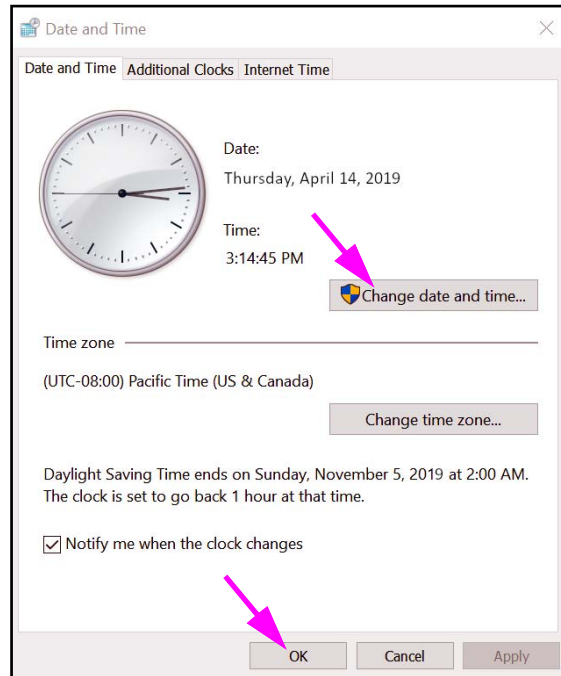 Date and Time
Date and Time Additional Clocks Internet Time
Date:
Thursday, April 14, 2019
Time:
3:14:45 PM
Change date and time...
Time zone
(UTC-08:00) Pacific Time (US & Canada)
Change time zone...
Daylight Saving Time ends on Sunday, November 5, 2019 at 2:00 AM.
The clock is set to go back 1 hour at that time.
Notify me when the clock changes
OK Cancel Apply